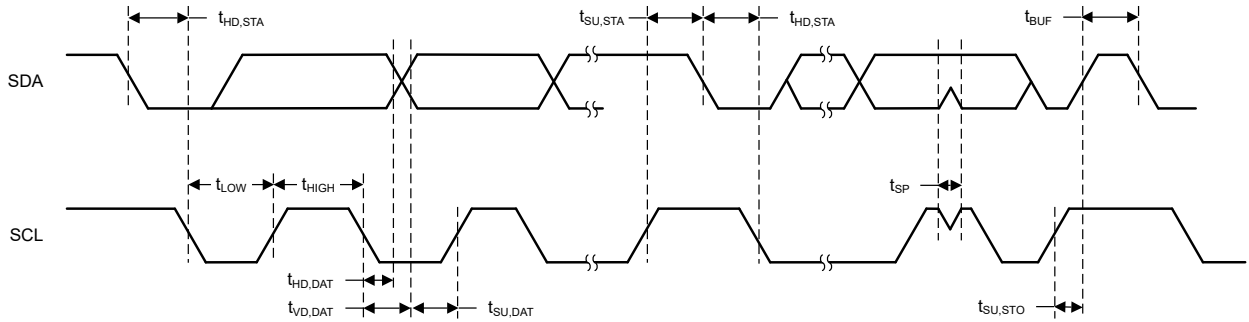 tHD,STA
tSU,STA
tHD,STA
tBUF
SDA
tLOW
tHIGH
tSP
SCL
tHD,DAT
tVD,DAT
tSU,DAT
tSU,STO